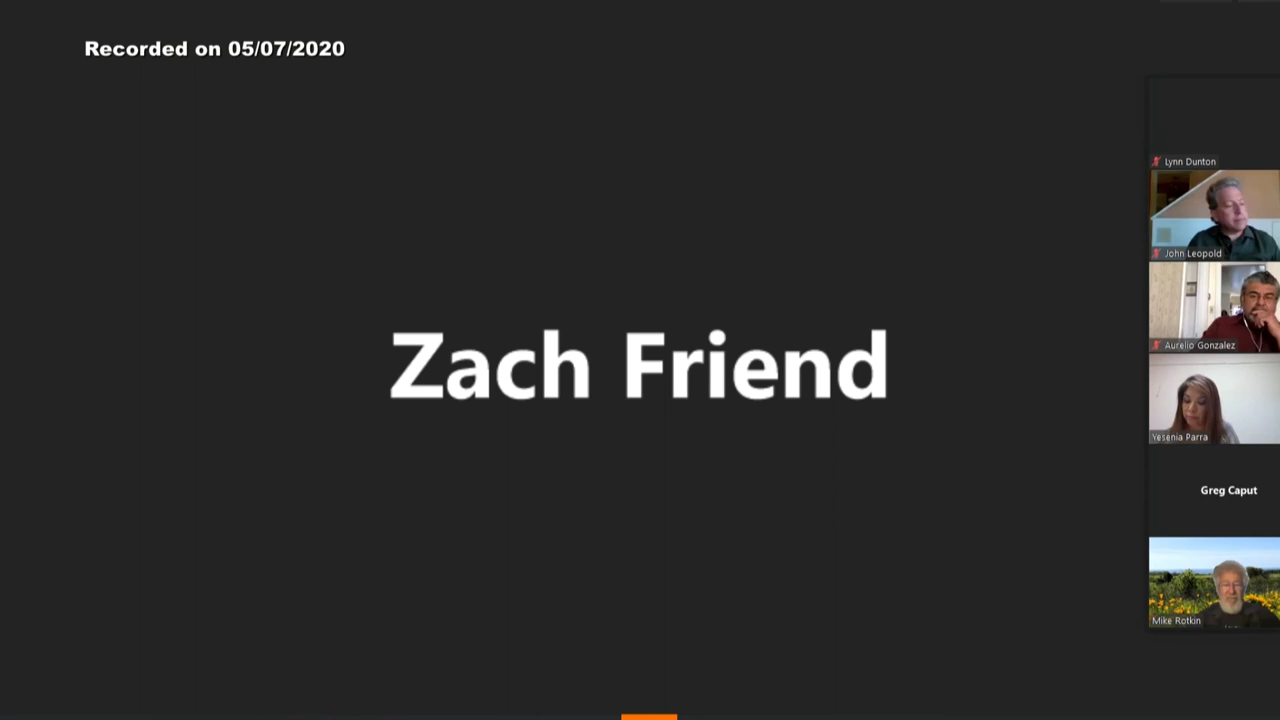 Recorded on 05/07/2020
Lynn Dunton
John Leopold
Zach Friend
Aurelio Gonzalez
Yesenia Parra
Greg Caput
Mike Rotkin